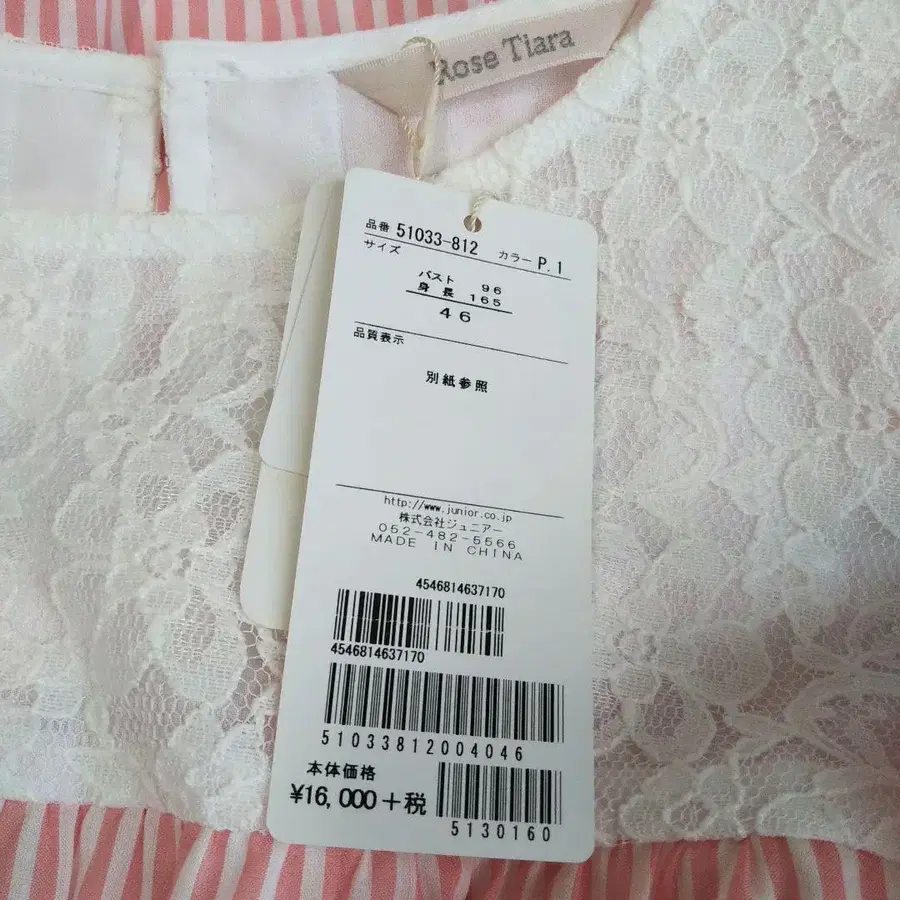 Rose Tiara
品番 51033-812 カラー P.1
サイズ
バスト 96
身長 165
46
品質表示
別紙参照
http://www.junior.co.jp
株式会社ジュニアー
052-482-5566
MADE IN CHINA
4546814637170
4546814637170
51033812004046
本体価格
¥16,000+税
5130160